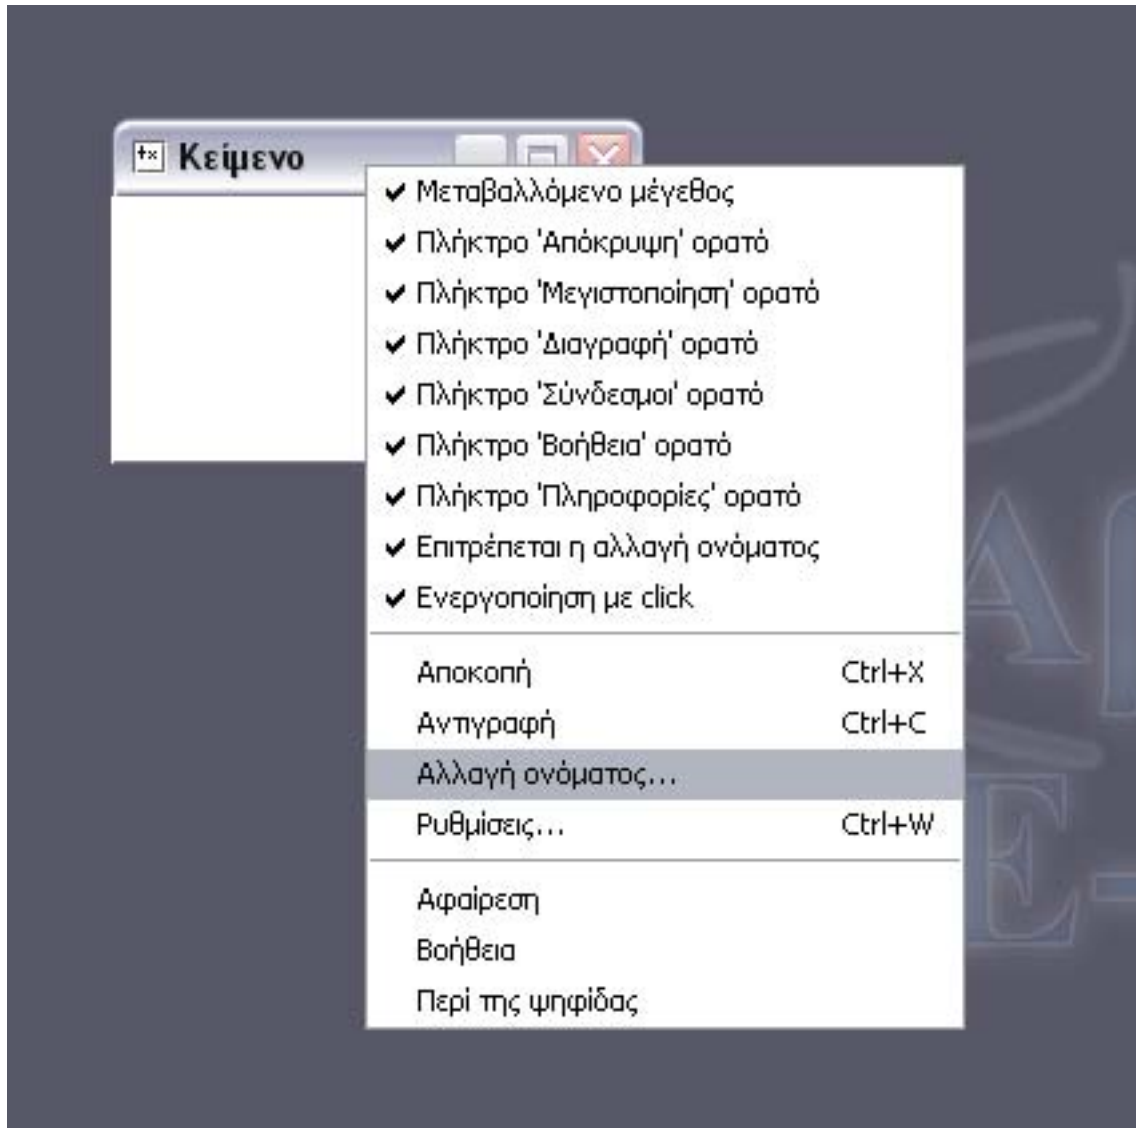 Κείμενο
Μεταβαλλόμενο μέγεθος
Πλήκτρο 'Απόκρυψη' ορατό
Πλήκτρο 'Μεγιστοποίηση' ορατό
Πλήκτρο 'Διαγραφή' ορατό
Πλήκτρο 'Σύνδεσμοι' ορατό
Πλήκτρο 'Βοήθεια' ορατό
Πλήκτρο 'Πληροφορίες' ορατό
Επιτρέπεται η αλλαγή ονόματος
Ενεργοποίηση με click
Αποκοπή Ctrl+X
Αντιγραφή Ctrl+C
Αλλαγή ονόματος...
Ρυθμίσεις... Ctrl+W
Αφαίρεση
Βοήθεια
Περί της ψηφίδας